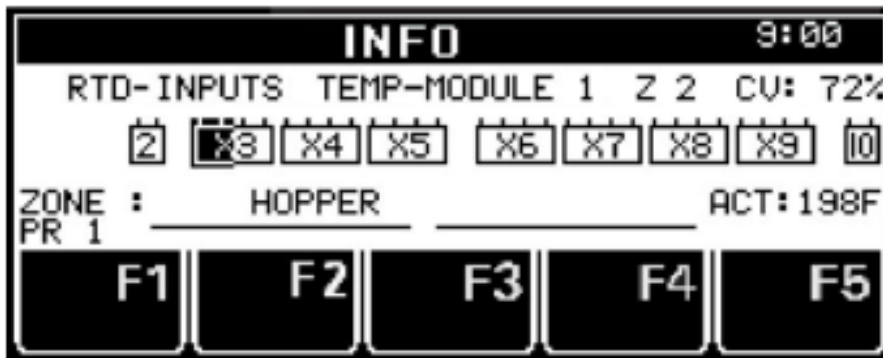 INFO 9:00
RTD-INPUTS TEMP-MODULE 1 Z 2 CV: 72%
2 X3 X4 X5 X6 X7 X8 X9 10
ZONE : HOPPER ACT:198F
PR 1
F1 F2 F3 F4 F5